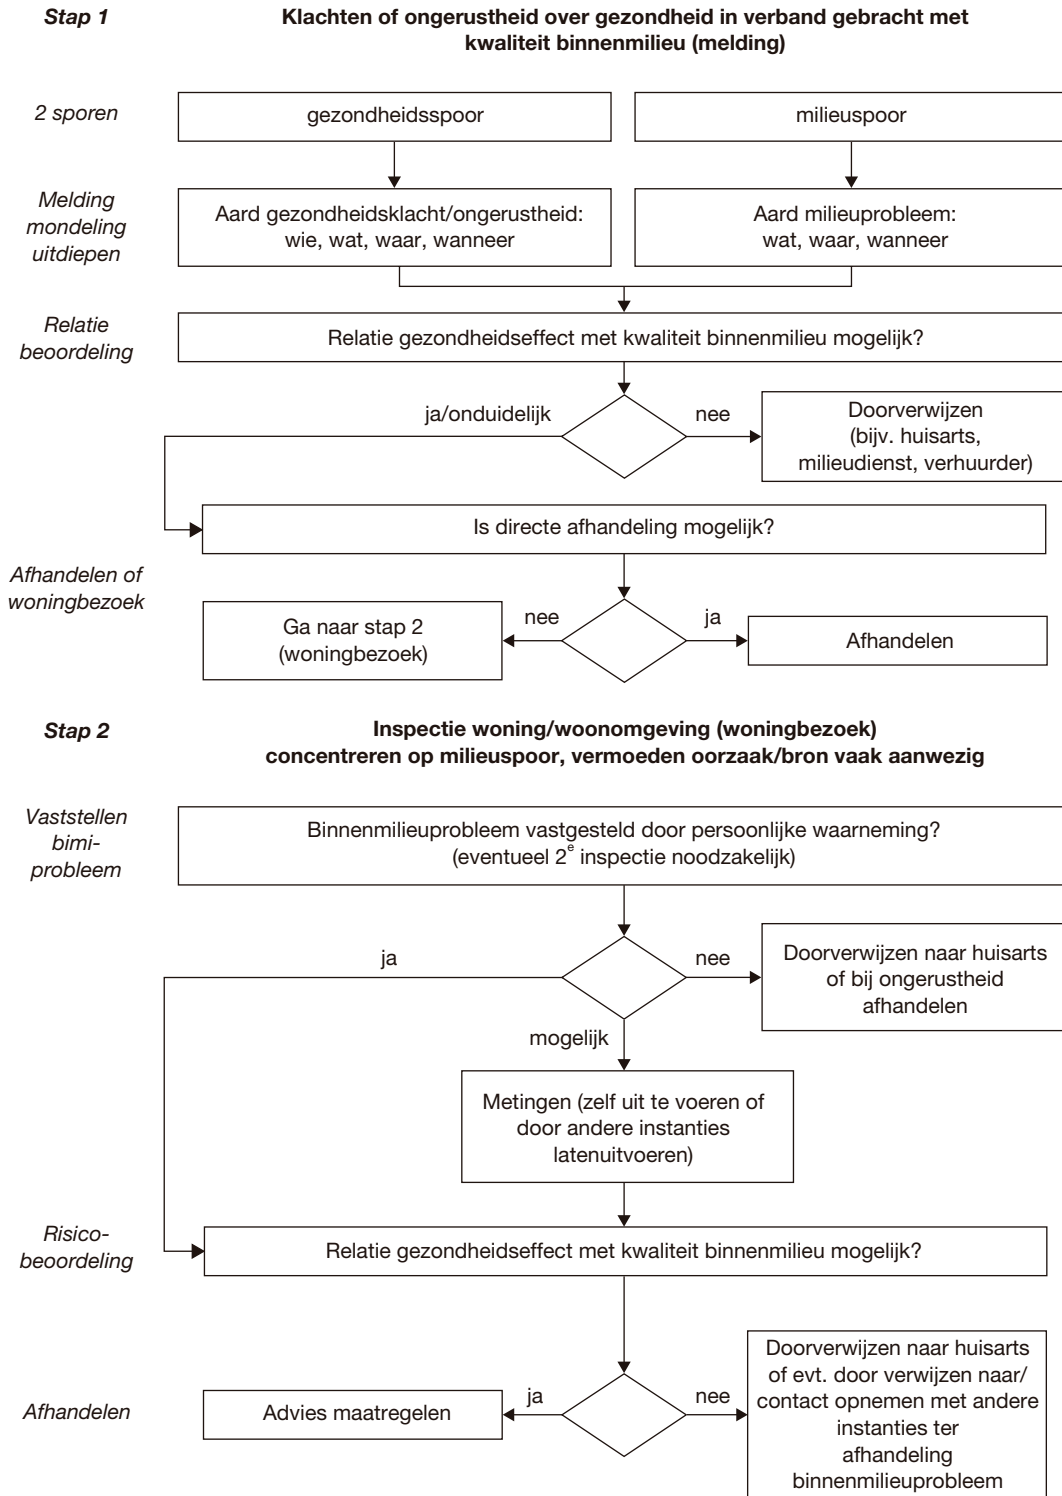 Stap 1
Klachten of ongerustheid over gezondheid in verband gebracht met
kwaliteit binnenmilieu (melding)
2 sporen
gezondheidsspoor
milieuspoor
Melding
mondeling
uitdiepen
Aard gezondheidsklacht/ongerustheid:
wie, wat, waar, wanneer
Aard milieuprobleem:
wat, waar, wanneer
Relatie
beoordeling
Relatie gezondheidseffect met kwaliteit binnenmilieu mogelijk?
ja/onduidelijk
nee
Doorverwijzen
(bijv. huisarts,
milieudienst, verhuurder)
Is directe afhandeling mogelijk?
Afhandelen of
woningbezoek
Ga naar stap 2
(woningbezoek)
nee
ja
Afhandelen
Stap 2
Inspectie woning/woonomgeving (woningbezoek)
concentreren op milieuspoor, vermoeden oorzaak/bron vaak aanwezig
Vaststellen
bimi-
probleem
Binnenmilieuprobleem vastgesteld door persoonlijke waarneming?
(eventueel 2e inspectie noodzakelijk)
ja
nee
Doorverwijzen naar huisarts
of bij ongerustheid
afhandelen
mogelijk
Metingen (zelf uit te voeren of
door andere instanties
latenuitvoeren)
Risico-
beoordeling
Relatie gezondheidseffect met kwaliteit binnenmilieu mogelijk?
Afhandelen
Advies maatregelen
ja
nee
Doorverwijzen naar huisarts
of evt. door verwijzen naar/
contact opnemen met andere
instanties ter
afhandeling
binnenmilieuprobleem